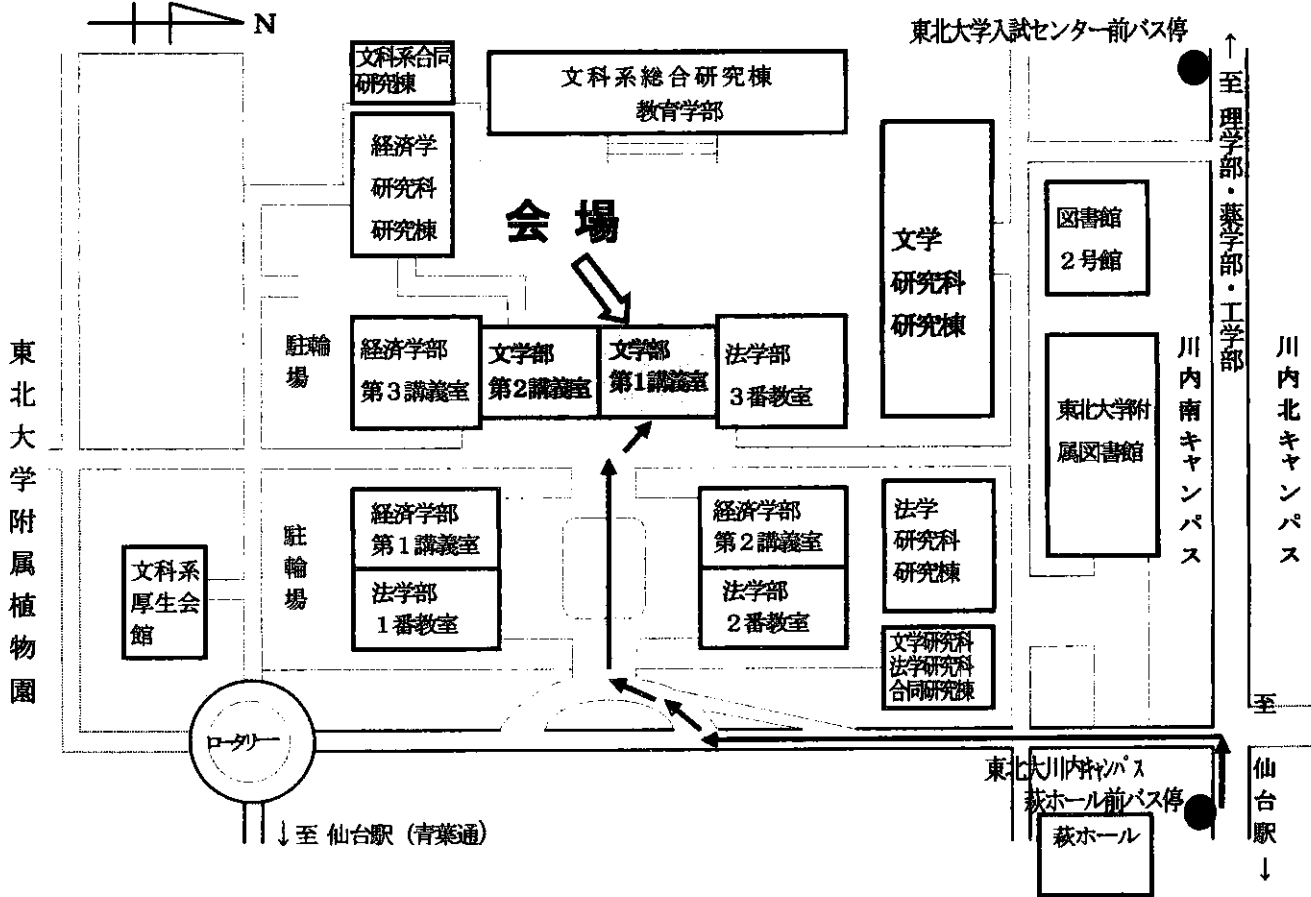 N
東北大学入試センター前バス停
文科系合同
研究棟
文科系総合研究棟
教育学部
↑至 理学部・薬学部・工学部
経済学
研究科
研究棟
会 場
文学
研究科
研究棟
図書館
２号館
駐輪
場
経済学部
第３講義室
文学部
第２講義室
文学部
第１講義室
法学部
３番教室
東北大学附
属図書館
川内南キャンパス
川内北キャンパス
東北大学附属植物園
駐輪場
経済学部
第１講義室
法学部
１番教室
経済学部
第２講義室
法学部
２番教室
法学
研究科
研究棟
文科系
厚生会
館
文学研究科
法学研究科
合同研究棟
ロータリー
東北大川内キャンパス
萩ホール前バス停
萩ホール
至 仙台駅↓
↓至 仙台駅（青葉通）